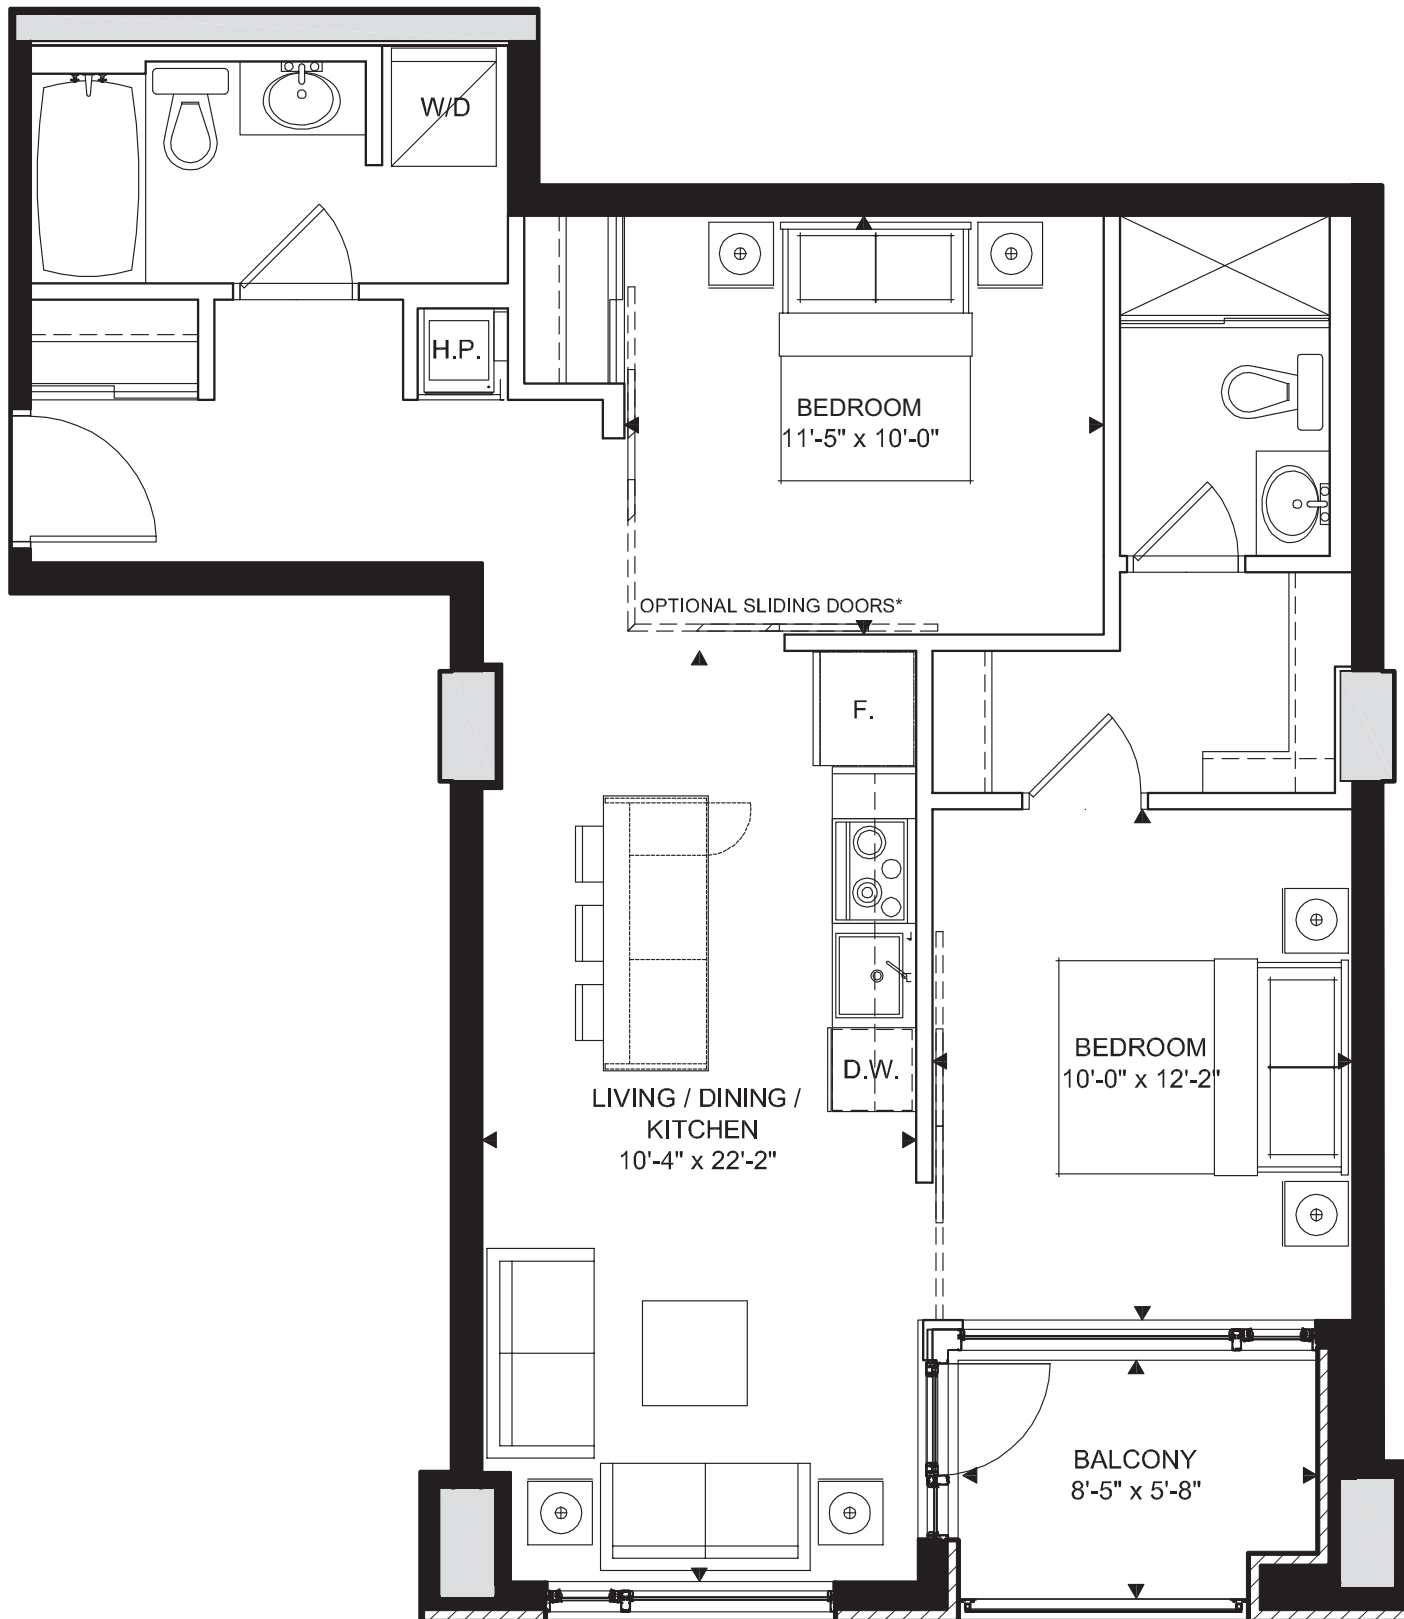 W/D
H.P.
BEDROOM
11'-5" x 10'-0"
OPTIONAL SLIDING DOORS*
F.
D.W.
LIVING / DINING /
KITCHEN
10'-4" x 22'-2"
BEDROOM
10'-0" x 12'-2"
BALCONY
8'-5" x 5'-8"